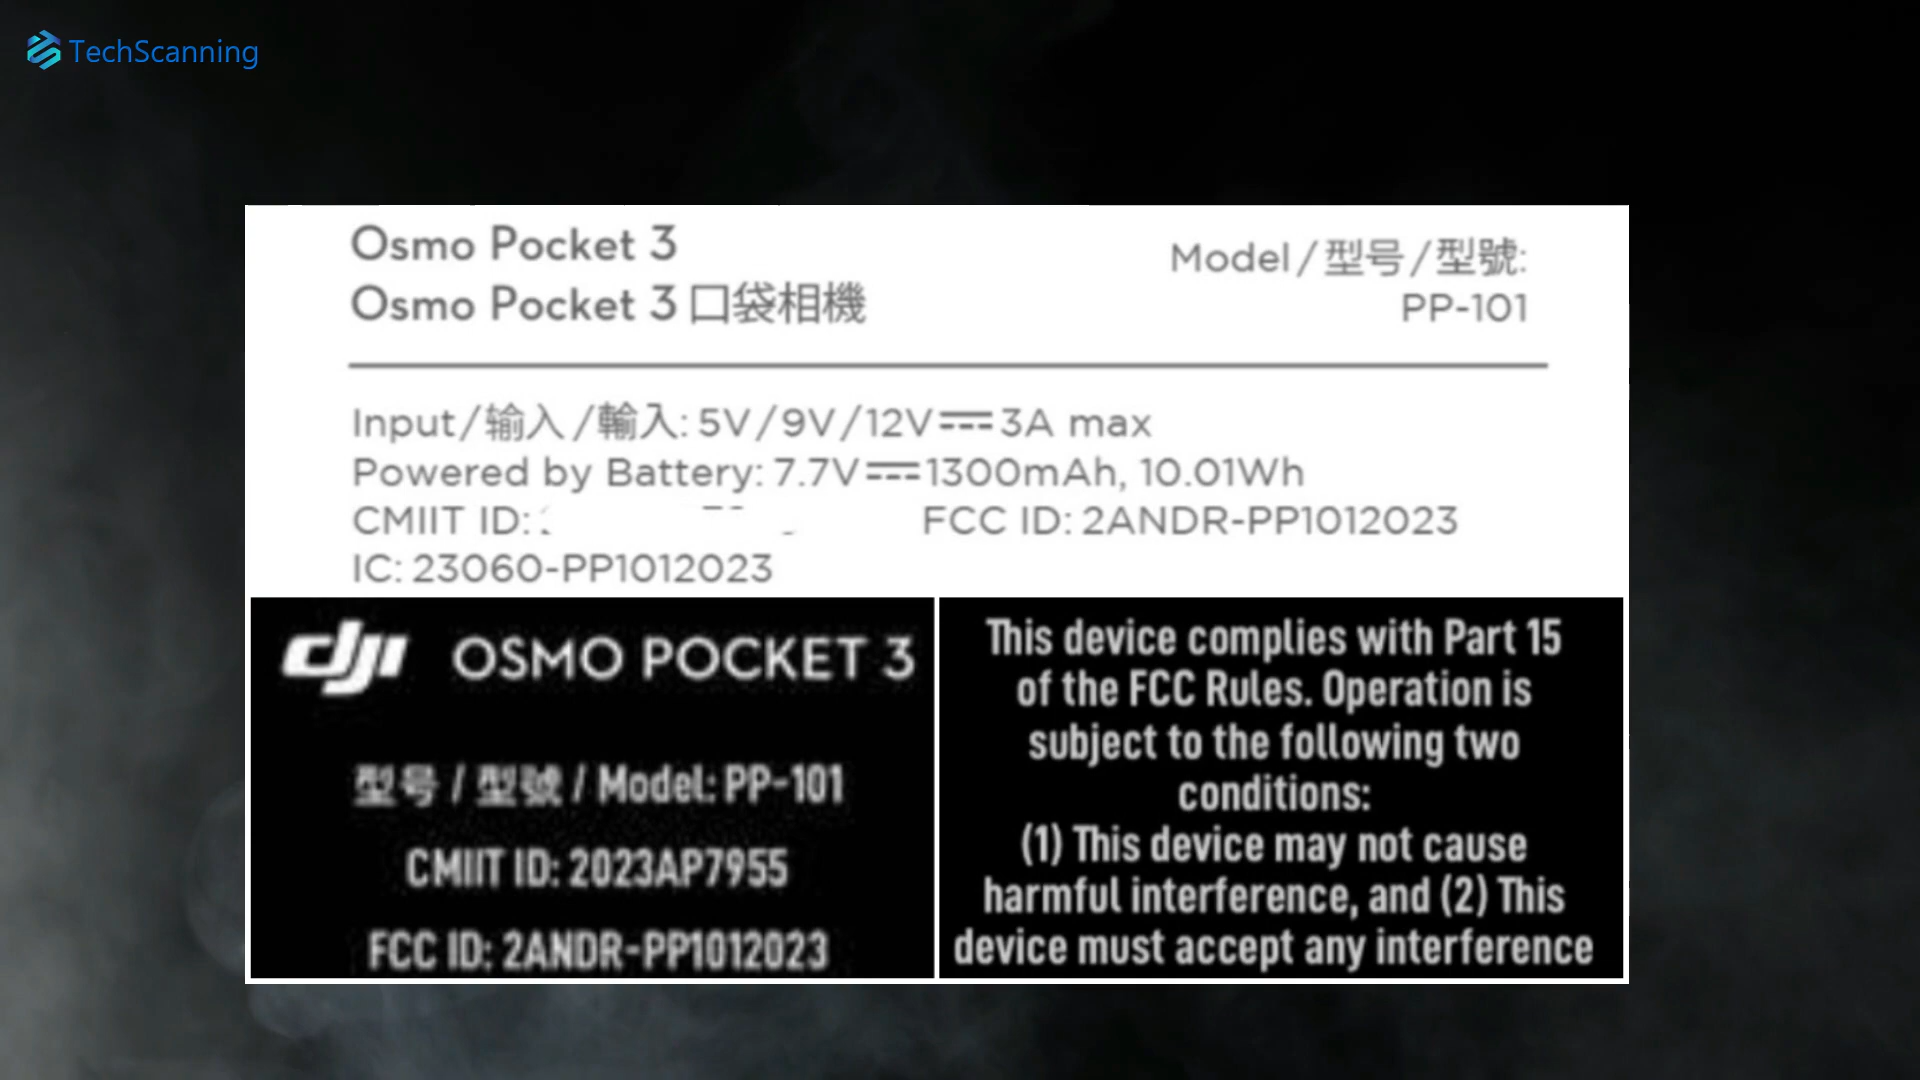 TechScanning
Osmo Pocket 3
Osmo Pocket 3 口袋相機
Model/型号/型號:
PP-101
Input/输入/輸入: 5V/9V/12V⎓3A max
Powered by Battery: 7.7V⎓1300mAh, 10.01Wh
CMIIT ID:
FCC ID: 2ANDR-PP1012023
IC: 23060-PP1012023
dji OSMO POCKET 3
型号 / 型號 / Model: PP-101
CMIIT ID: 2023AP7955
FCC ID: 2ANDR-PP1012023
This device complies with Part 15
of the FCC Rules. Operation is
subject to the following two
conditions:
(1) This device may not cause
harmful interference, and (2) This
device must accept any interference